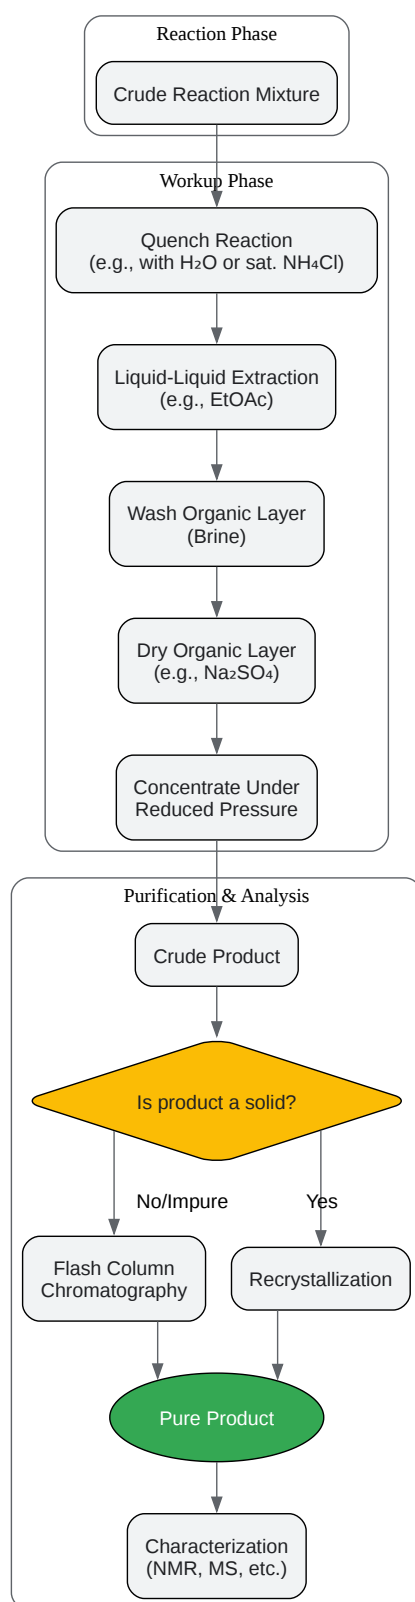 Reaction Phase
Crude Reaction Mixture
Workup Phase
Quench Reaction
(e.g., with H₂O or sat. NH₄Cl)
Liquid-Liquid Extraction
(e.g., EtOAc)
Wash Organic Layer
(Brine)
Dry Organic Layer
(e.g., Na₂SO₄)
Concentrate Under
Reduced Pressure
Purification & Analysis
Crude Product
Is product a solid?
No/Impure
Yes
Flash Column
Chromatography
Recrystallization
Pure Product
Characterization
(NMR, MS, etc.)